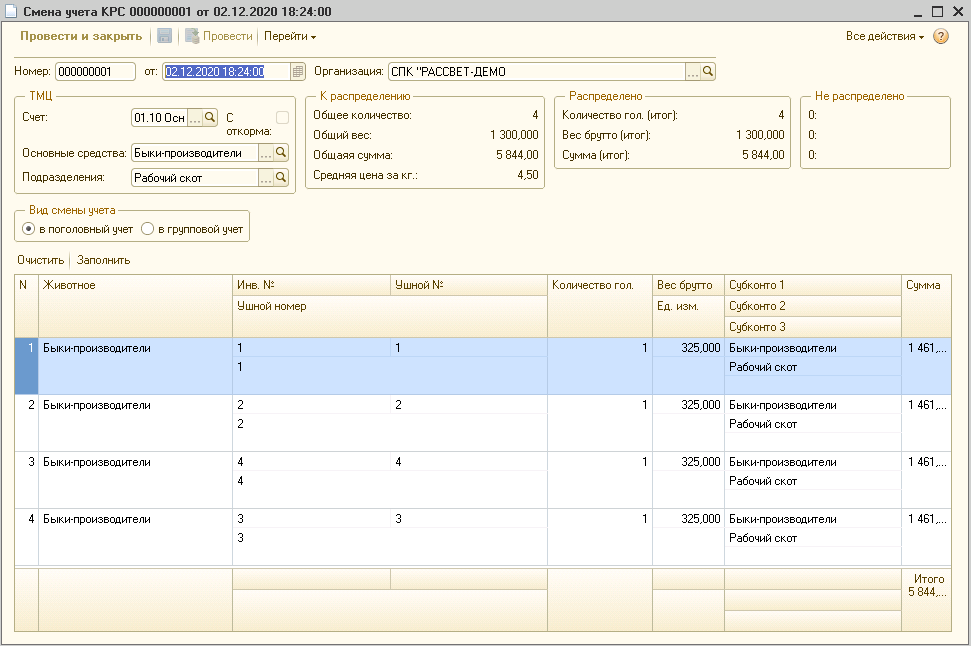 Смена учета КРС 000000001 от 02.12.2020 18:24:00
Провести и закрыть Провести Перейти Все действия ?
Номер: 000000001 от: 02.12.2020 18:24:00 Организация: СПК "РАССВЕТ-ДЕМО ...
ТМЦ
Счет: 01.10 Осн ... С откорма:
Основные средства: Быки-производители ...
Подразделения: Рабочий скот ...
К распределению
Общее количество: 4
Общий вес: 1 300,000
Общаяя сумма: 5 844,00
Средняя цена за кг.: 4,50
Распределено
Количество гол. (итог): 4
Вес брутто (итог): 1 300,000
Сумма (итог): 5 844,00
Не распределено
0:
0:
0:
Вид смены учета
в поголовный учет в групповой учет
Очистить Заполнить
N Животное Инв. № Ушной № Количество гол. Вес брутто Субконто 1 Сумма
Ушной номер Ед. изм. Субконто 2
Субконто 3
1 Быки-производители 1 1 1 325,000 Быки-производители 1 461,...
1 Рабочий скот
2 Быки-производители 2 2 1 325,000 Быки-производители 1 461,...
2 Рабочий скот
3 Быки-производители 4 4 1 325,000 Быки-производители 1 461,...
4 Рабочий скот
4 Быки-производители 3 3 1 325,000 Быки-производители 1 461,...
3 Рабочий скот
Итого
5 844,...